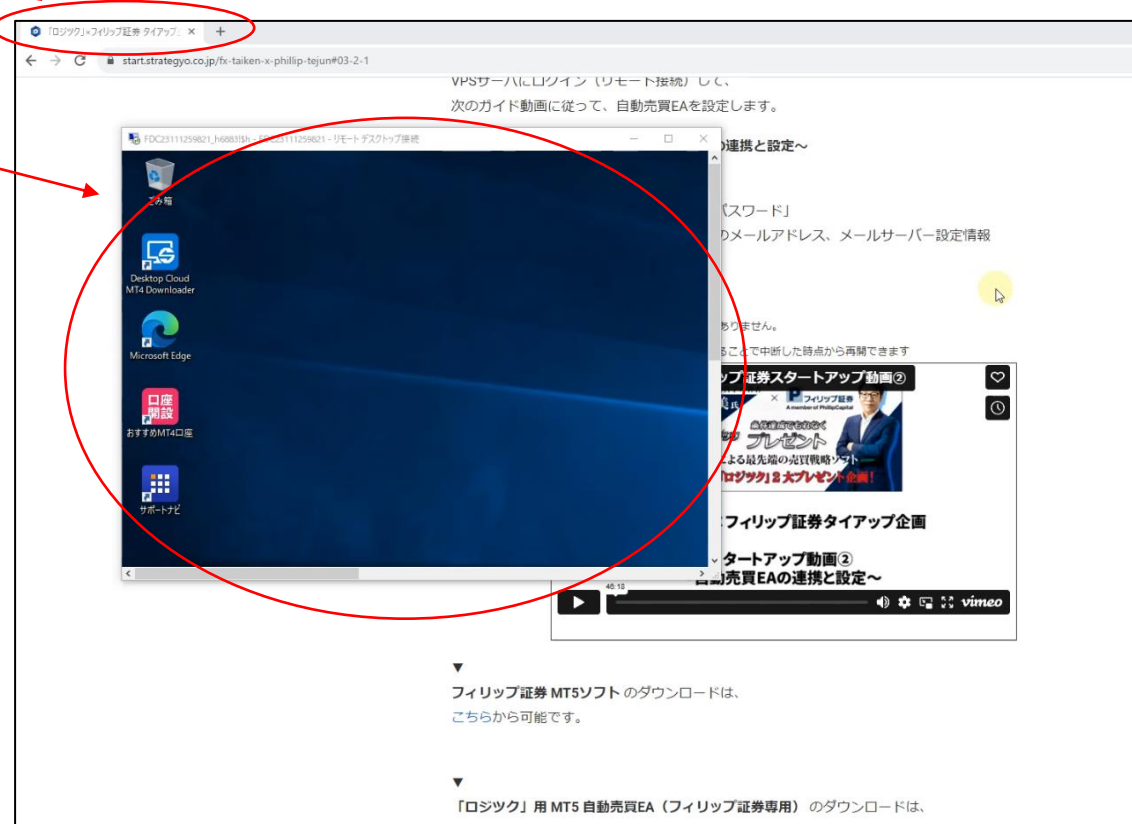 「ロジツク」×フィリップ証券 タイアップ
start.strategyo.co.jp/fx-taiken-x-phillip-tejun#03-2-1
VPSサーバにログイン（リモート接続）して、
次のガイド動画に従って、自動売買EAを設定します。
リモート デスクトップ接続
連携と設定～
ごみ箱
パスワード」
のメールアドレス、メールサーバー設定情報
Desktop Cloud
MT4 Downloader
Microsoft Edge
ありません。
ることで中断した時点から再開できます
ップ証券スタートアップ動画②
フィリップ証券
A member of PhillipCapital
プレゼント
よる最先端の売買戦略ソフト
「ロジツク」2大プレゼント企画!
口座
開設
おすすめMT4口座
サポートナビ
フィリップ証券タイアップ企画
タートアップ動画②
自動売買EAの連携と設定～
46:18
vimeo
▼
フィリップ証券 MT5ソフト のダウンロードは、
こちらから可能です。
▼
「ロジツク」用 MT5 自動売買EA（フィリップ証券専用） のダウンロードは、